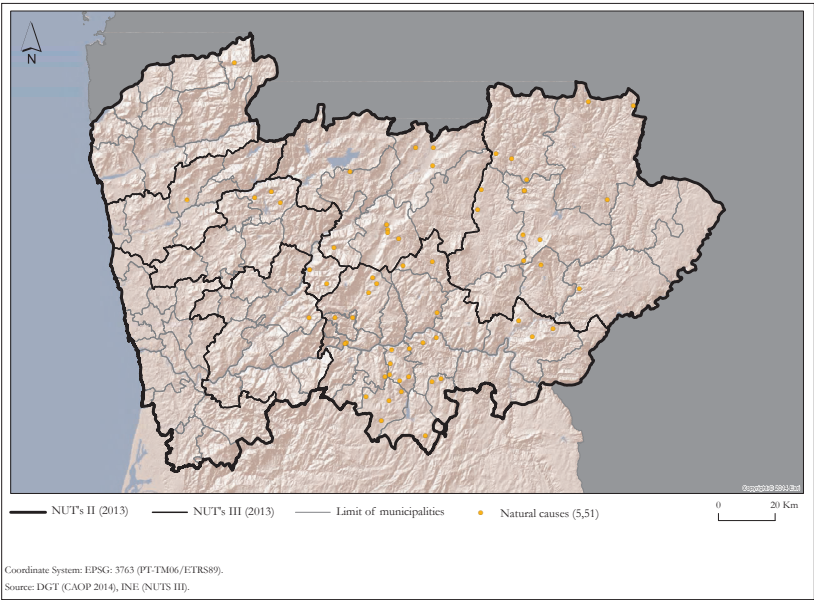 N
Copyright:© 2013 Esri
NUT's II (2013)
NUT's III (2013)
Limit of municipalities
Natural causes (5,51)
0 20 Km
Coordinate System: EPSG: 3763 (PT-TM06/ETRS89).
Source: DGT (CAOP 2014), INE (NUTS III).